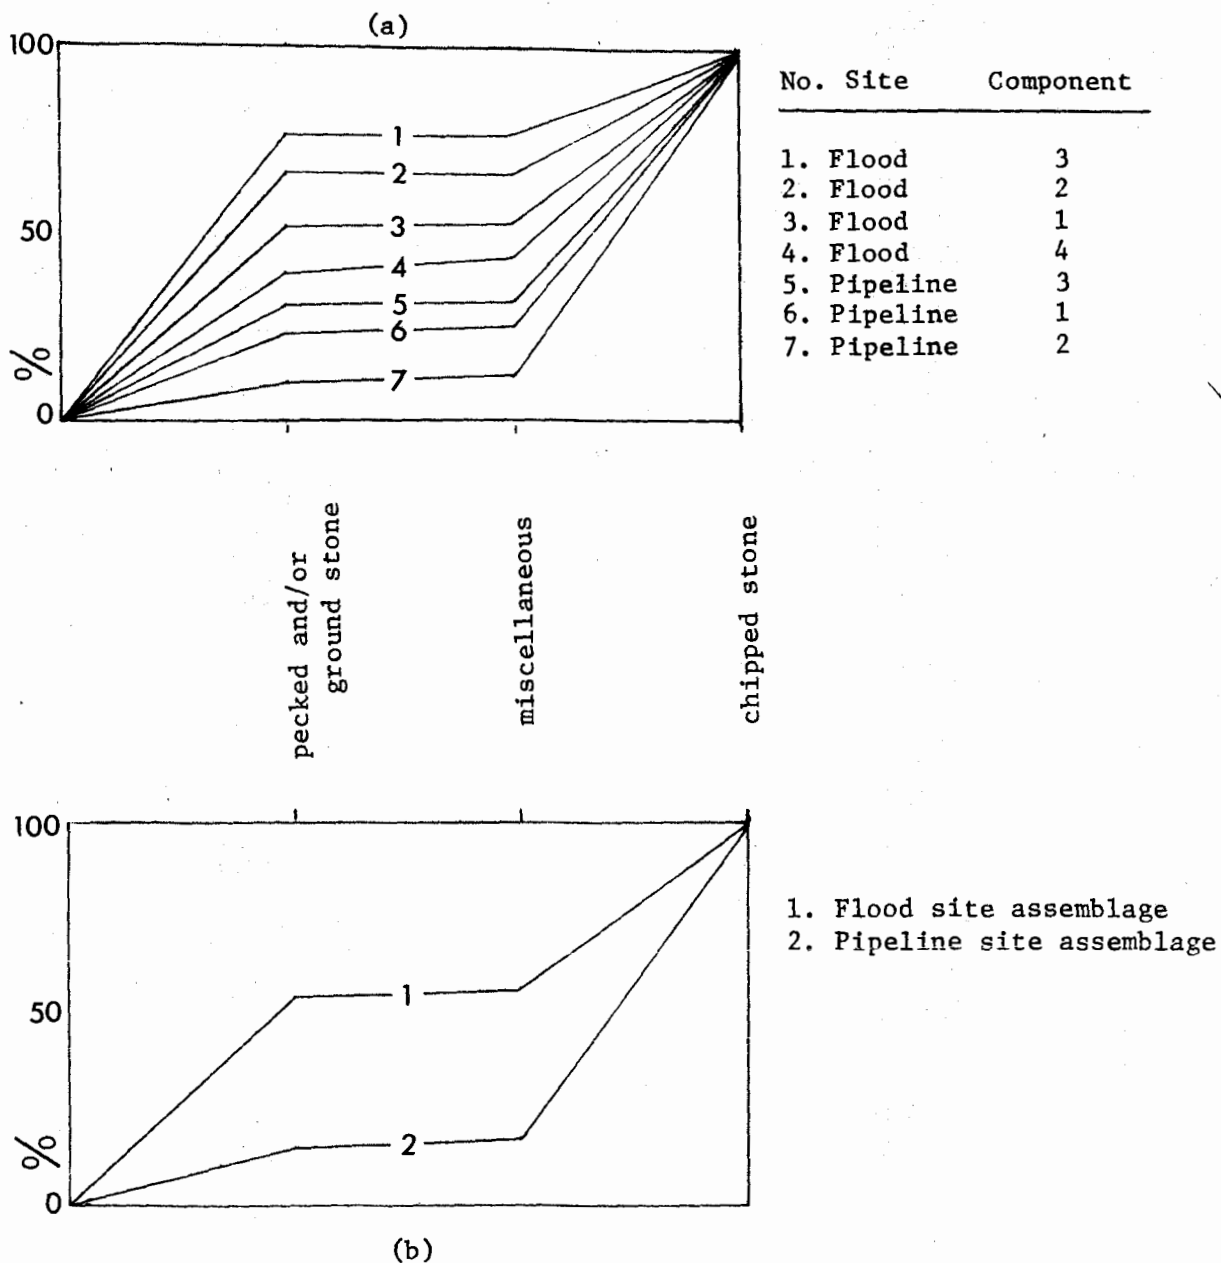 (a)
100
50
%
0
1
2
3
4
5
6
7
No. Site Component
1. Flood 3
2. Flood 2
3. Flood 1
4. Flood 4
5. Pipeline 3
6. Pipeline 1
7. Pipeline 2
pecked and/or
ground stone
miscellaneous
chipped stone
100
50
%
0
1
2
1. Flood site assemblage
2. Pipeline site assemblage
(b)